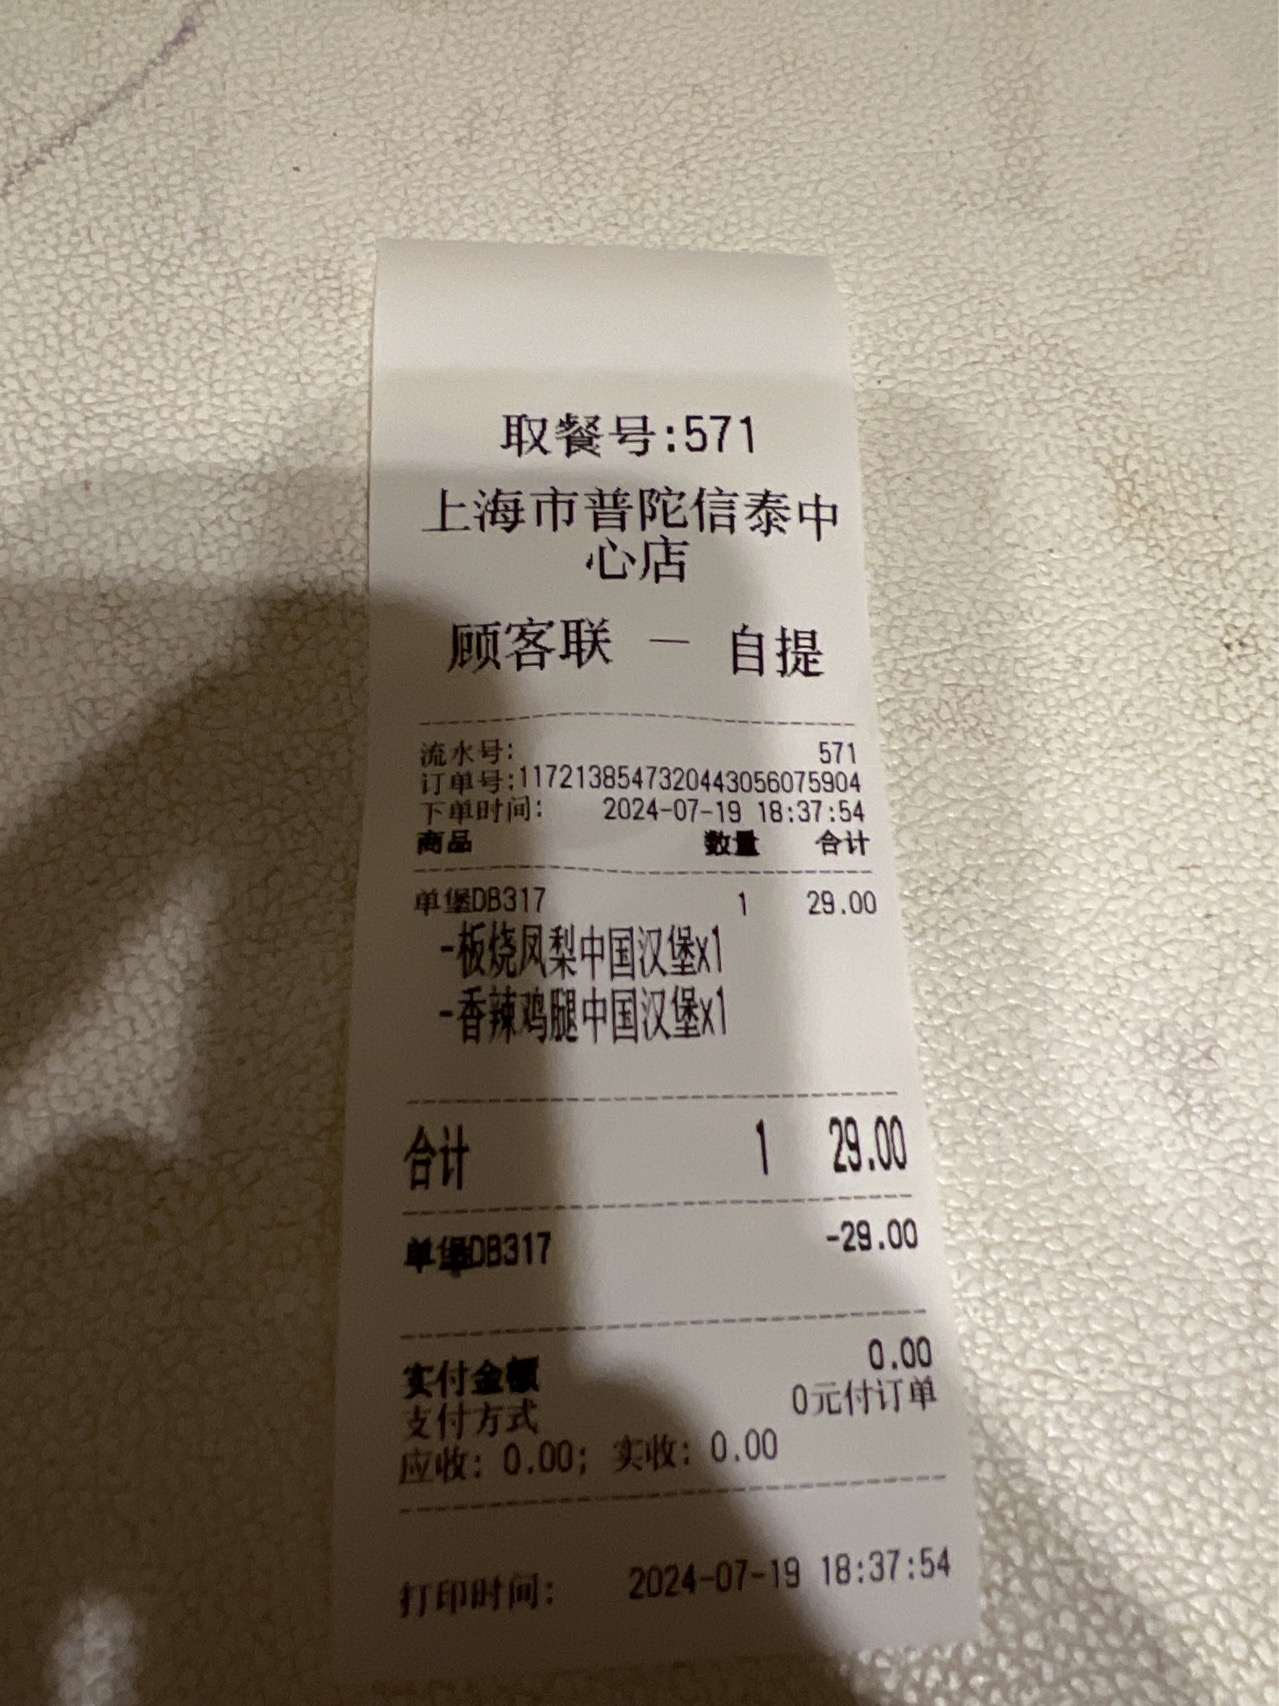 取餐号:571
上海市普陀信泰中
心店
顾客联 — 自提
流水号: 571
订单号:1172138547320443056075904
下单时间: 2024-07-19 18:37:54
商品 数量 合计
单堡DB317 1 29.00
-板烧凤梨中国汉堡x1
-香辣鸡腿中国汉堡x1
合计 1 29.00
单堡DB317 -29.00
实付金额 0.00
支付方式 0元付订单
应收: 0.00; 实收: 0.00
打印时间: 2024-07-19 18:37:54